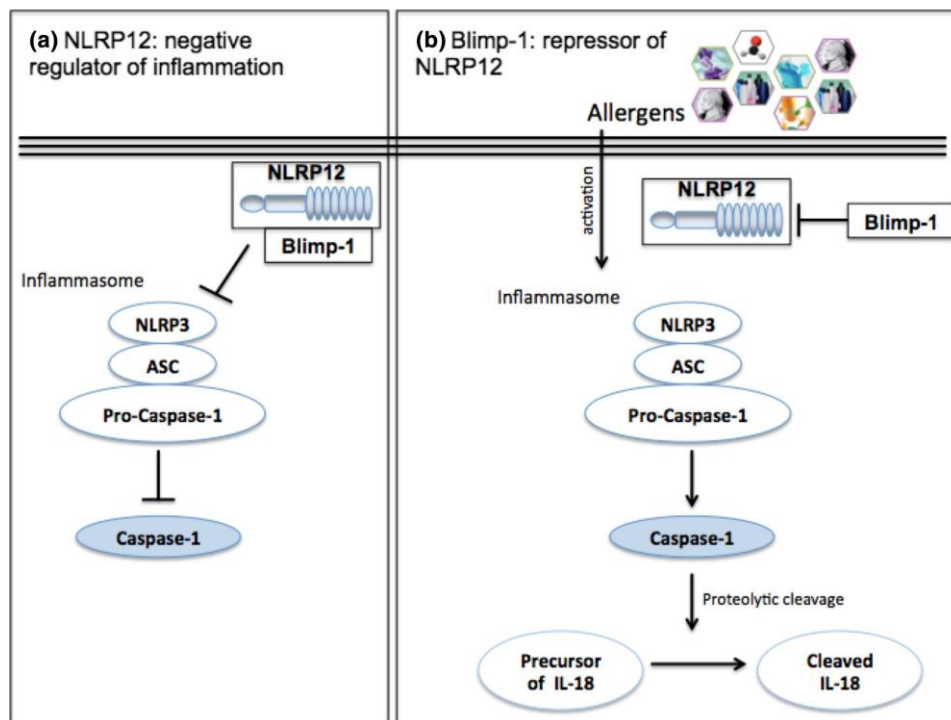 (a) NLRP12: negative
regulator of inflammation
NLRP12
Blimp-1
Inflammasome
NLRP3
ASC
Pro-Caspase-1
Caspase-1
(b) Blimp-1: repressor of
NLRP12
Allergens
activation
NLRP12
Blimp-1
Inflammasome
NLRP3
ASC
Pro-Caspase-1
Caspase-1
Proteolytic cleavage
Precursor
of IL-18
Cleaved
IL-18